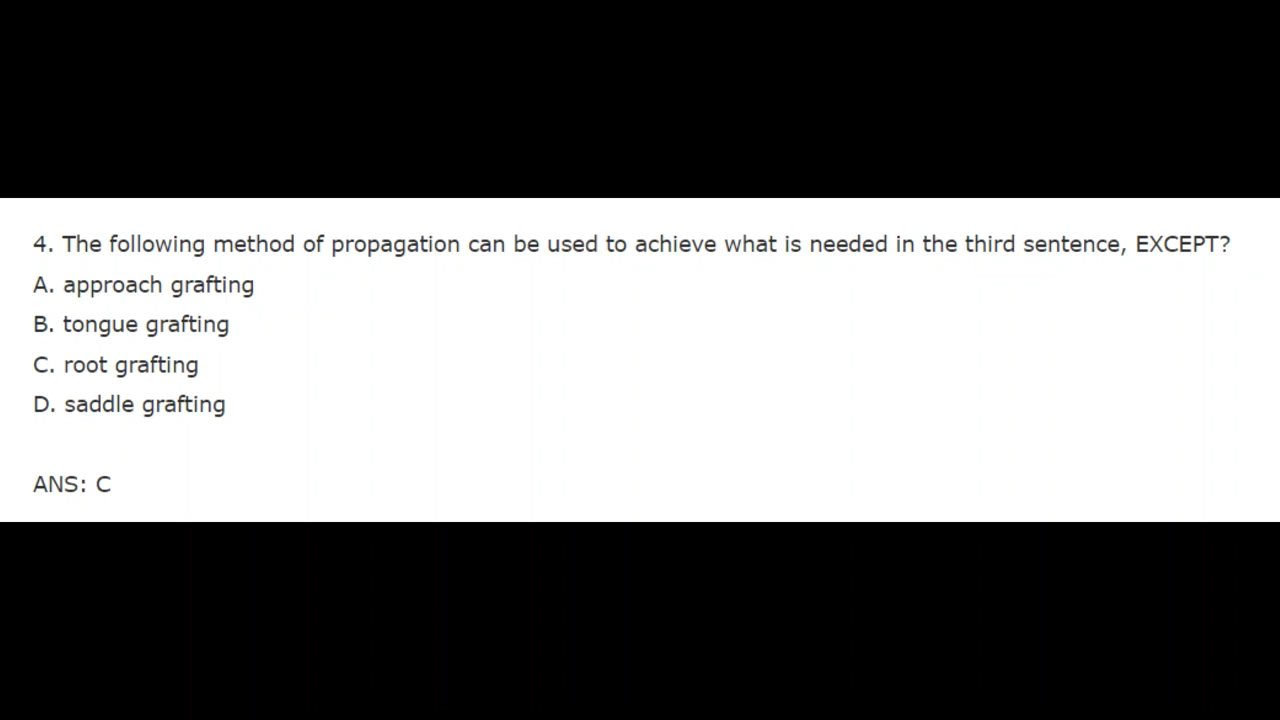 4. The following method of propagation can be used to achieve what is needed in the third sentence, EXCEPT?
A. approach grafting
B. tongue grafting
C. root grafting
D. saddle grafting
ANS: C